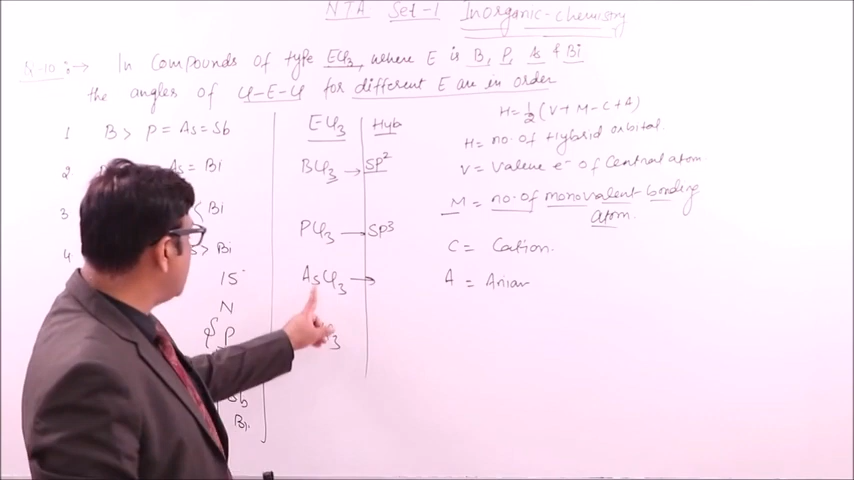 NTA Set-1 Inorganic-chemistry
Q-10:→ In Compounds of type ECl3, where E is B, P, As & Bi
the angles of Cl-E-Cl for different E are in order
1 B > P = As = Sb
2 As = Bi
3 < Bi
4 > Bi
15
N
P
Sb
Bi
ECl3 Hyb
BCl3 → SP2
PCl3 → SP3
AsCl3 →
3
H = 1/2 (V + M - C + A)
H = no. of Hybrid orbital.
V = Valence e- of Central atom.
M = no. of monovalent bonding
atom.
C = Cation.
A = Anion